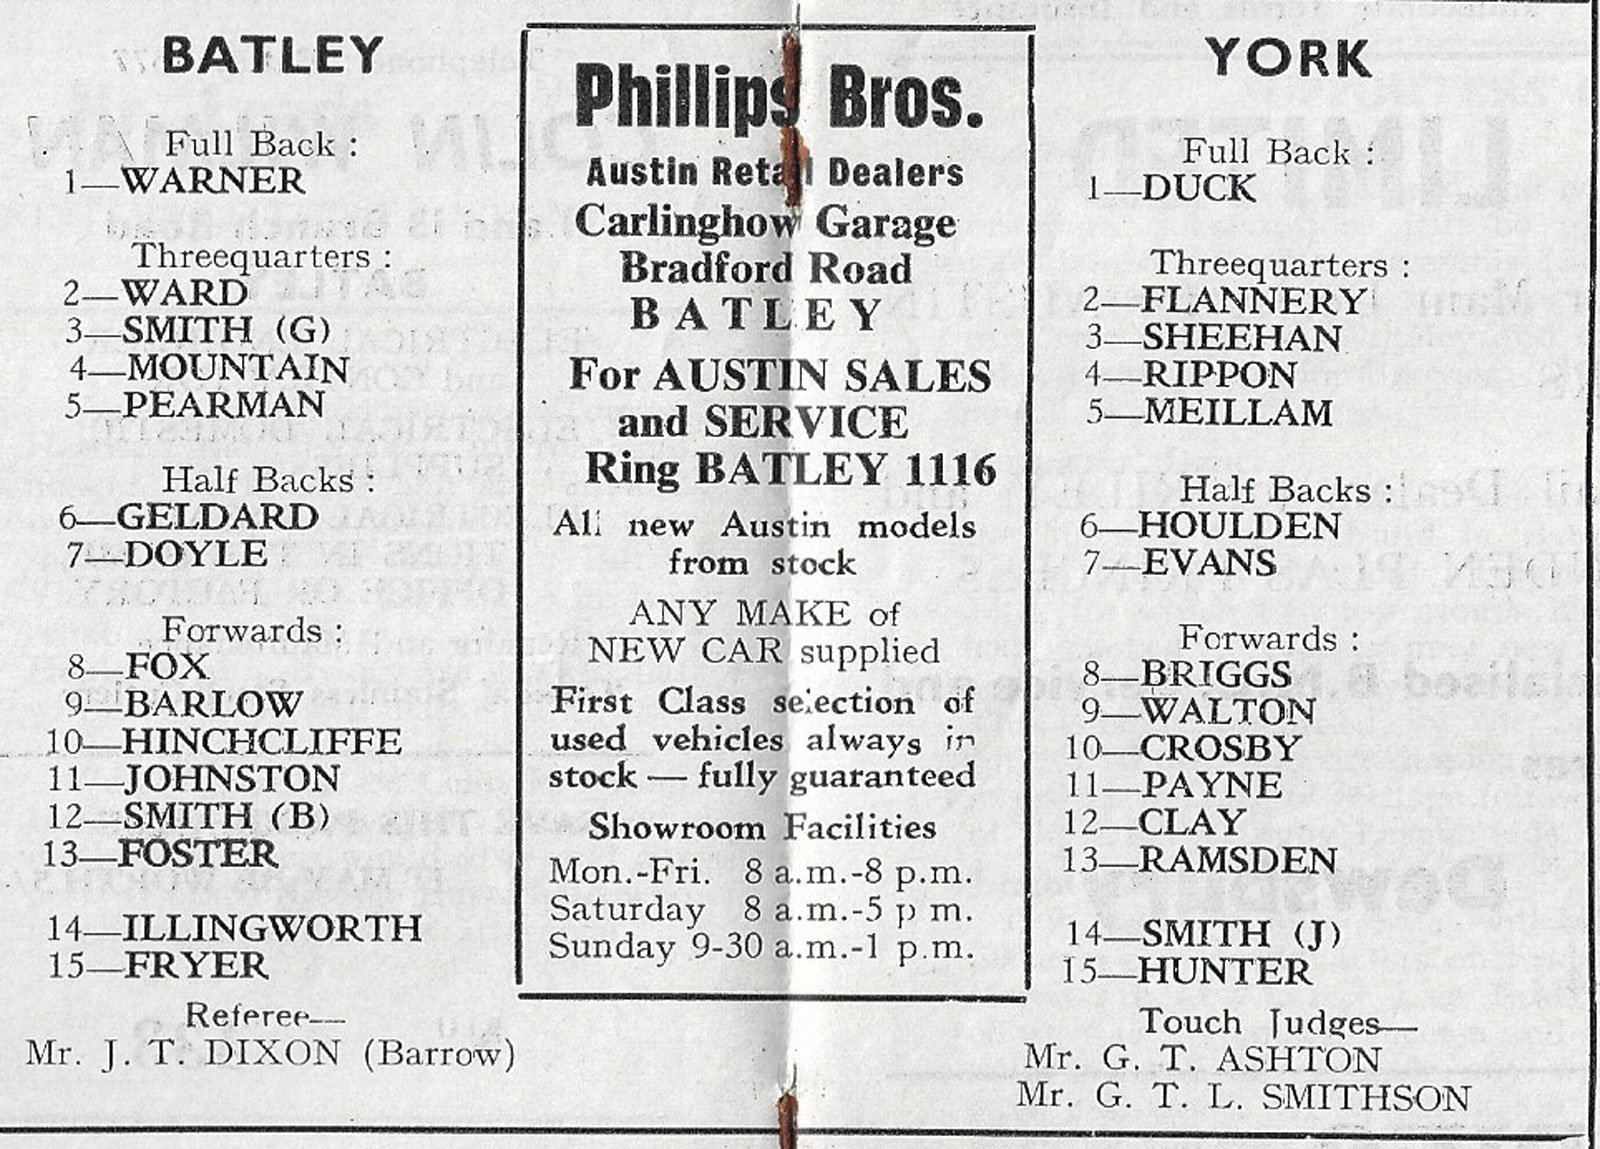 BATLEY
Full Back :
1—WARNER
Threequarters :
2—WARD
3—SMITH (G)
4—MOUNTAIN
5—PEARMAN
Half Backs :
6—GELDARD
7—DOYLE
Forwards :
8—FOX
9—BARLOW
10—HINCHCLIFFE
11—JOHNSTON
12—SMITH (B)
13—FOSTER
14—ILLINGWORTH
15—FRYER
Referee—
Mr. J. T. DIXON (Barrow)
Phillips Bros.
Austin Retail Dealers
Carlinghow Garage
Bradford Road
BATLEY
For AUSTIN SALES
and SERVICE
Ring BATLEY 1116
All new Austin models
from stock
ANY MAKE of
NEW CAR supplied
First Class selection of
used vehicles always in
stock — fully guaranteed
Showroom Facilities
Mon.-Fri. 8 a.m.-8 p.m.
Saturday 8 a.m.-5 p m.
Sunday 9-30 a.m.-1 p.m.
YORK
Full Back :
1—DUCK
Threequarters :
2—FLANNERY
3—SHEEHAN
4—RIPPON
5—MEILLAM
Half Backs :
6—HOULDEN
7—EVANS
Forwards :
8—BRIGGS
9—WALTON
10—CROSBY
11—PAYNE
12—CLAY
13—RAMSDEN
14—SMITH (J)
15—HUNTER
Touch Judges—
Mr. G. T. ASHTON
Mr. G. T. L. SMITHSON